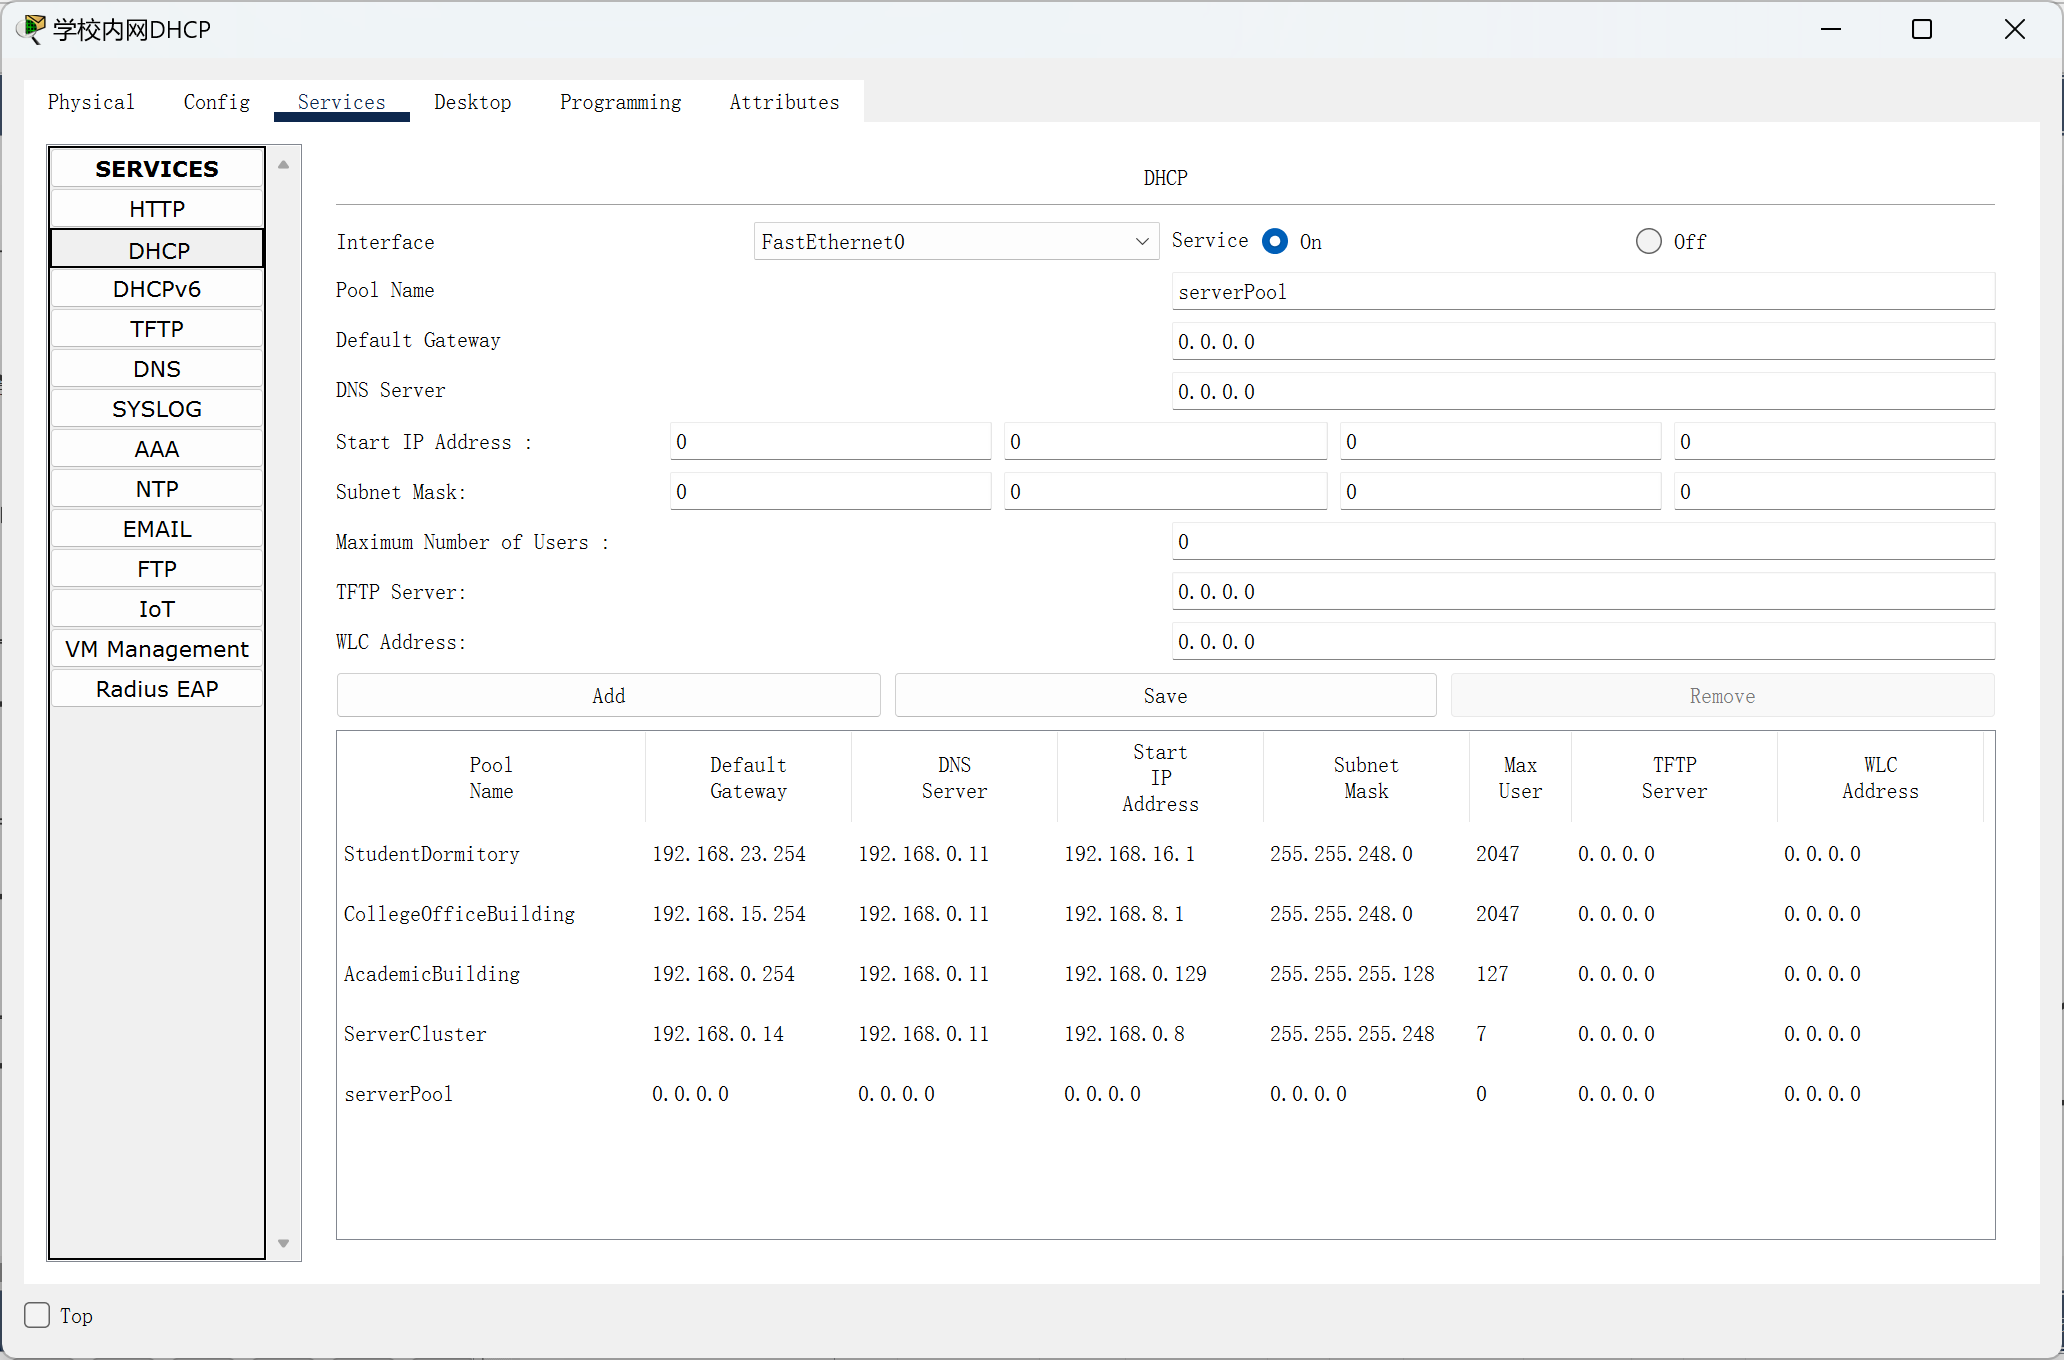 学校内网DHCP
Physical Config Services Desktop Programming Attributes
SERVICES
HTTP
DHCP
DHCPv6
TFTP
DNS
SYSLOG
AAA
NTP
EMAIL
FTP
IoT
VM Management
Radius EAP
DHCP
Interface FastEthernet0 Service On Off
Pool Name serverPool
Default Gateway 0.0.0.0
DNS Server 0.0.0.0
Start IP Address : 0 0 0 0
Subnet Mask: 0 0 0 0
Maximum Number of Users : 0
TFTP Server: 0.0.0.0
WLC Address: 0.0.0.0
Add Save Remove
Pool Name Default Gateway DNS Server Start IP Address Subnet Mask Max User TFTP Server WLC Address
StudentDormitory 192.168.23.254 192.168.0.11 192.168.16.1 255.255.248.0 2047 0.0.0.0 0.0.0.0
CollegeOfficeBuilding 192.168.15.254 192.168.0.11 192.168.8.1 255.255.248.0 2047 0.0.0.0 0.0.0.0
AcademicBuilding 192.168.0.254 192.168.0.11 192.168.0.129 255.255.255.128 127 0.0.0.0 0.0.0.0
ServerCluster 192.168.0.14 192.168.0.11 192.168.0.8 255.255.255.248 7 0.0.0.0 0.0.0.0
serverPool 0.0.0.0 0.0.0.0 0.0.0.0 0.0.0.0 0 0.0.0.0 0.0.0.0
Top